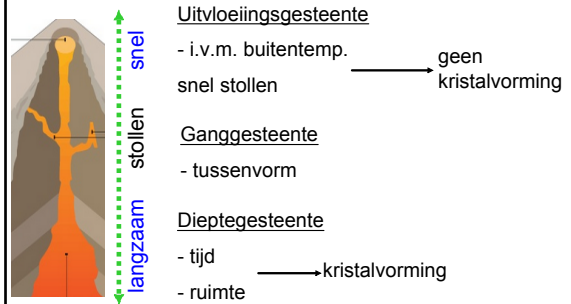 snel
stollen
langzaam
Uitvloeiingsgesteente
- i.v.m. buitentemp.
snel stollen
geen
kristalvorming
Ganggesteente
- tussenvorm
Dieptegesteente
- tijd
- ruimte
kristalvorming